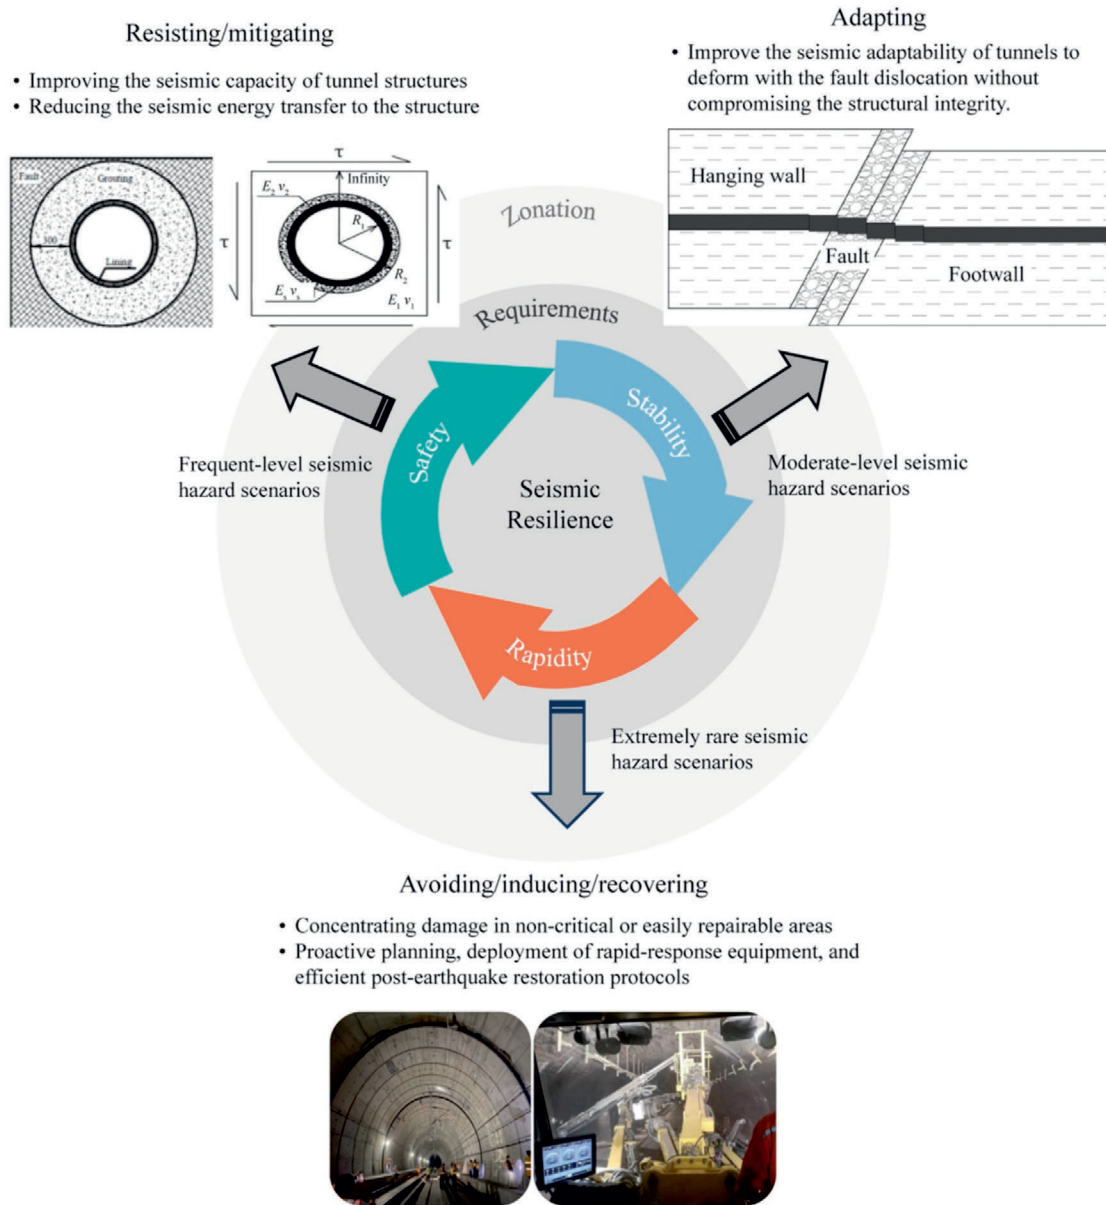 Resisting/mitigating
• Improving the seismic capacity of tunnel structures
• Reducing the seismic energy transfer to the structure
Adapting
• Improve the seismic adaptability of tunnels to
deform with the fault dislocation without
compromising the structural integrity.
Fault
Grouting
300
Lining
τ
Infinity
E₂ ν₂
R₁
τ
τ
R₂
Eₛ νₛ
E₁ ν₁
Hanging wall
Fault
Footwall
Zonation
Requirements
Safety
Stability
Rapidity
Seismic
Resilience
Frequent-level seismic
hazard scenarios
Moderate-level seismic
hazard scenarios
Extremely rare seismic
hazard scenarios
Avoiding/inducing/recovering
• Concentrating damage in non-critical or easily repairable areas
• Proactive planning, deployment of rapid-response equipment, and
efficient post-earthquake restoration protocols